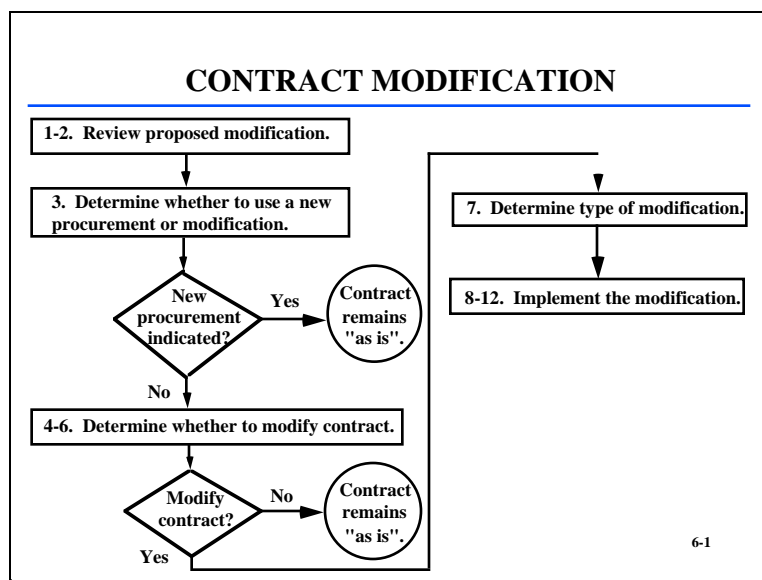 CONTRACT MODIFICATION
1-2.  Review proposed modification.
3.  Determine whether to use a new
procurement or modification.
New
procurement
indicated?
Yes
Contract
remains
"as is".
No
4-6.  Determine whether to modify contract.
Modify
contract?
No
Contract
remains
"as is".
Yes
7.  Determine type of modification.
8-12.  Implement the modification.
6-1